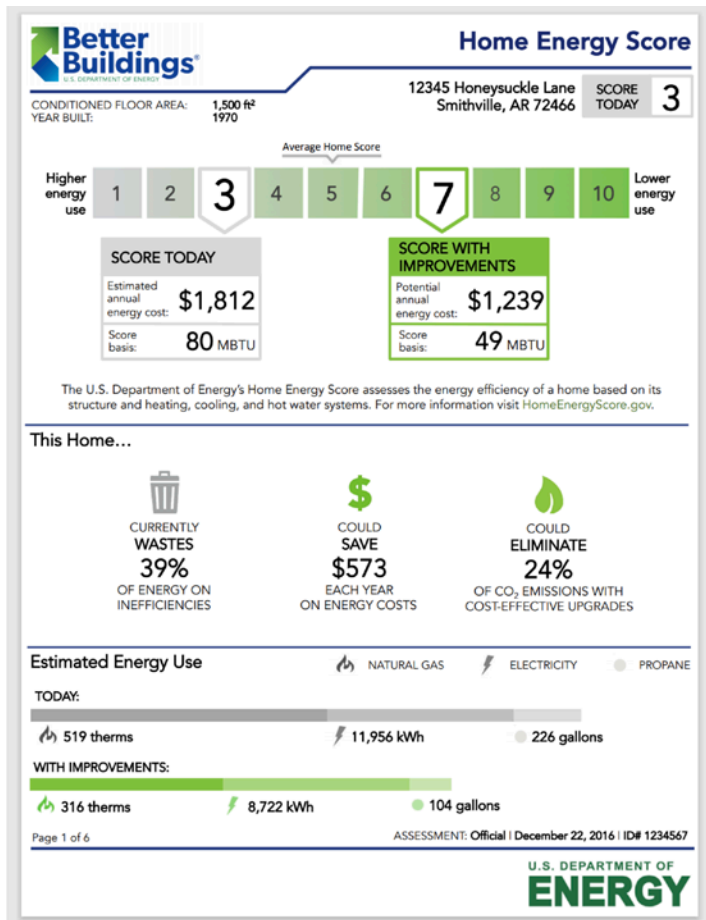 Better
Buildings®
U.S. DEPARTMENT OF ENERGY
Home Energy Score
CONDITIONED FLOOR AREA: 1,500 ft²
YEAR BUILT: 1970
12345 Honeysuckle Lane
Smithville, AR 72466
SCORE
TODAY
3
Average Home Score
Higher
energy
use
1 2 3 4 5 6 7 8 9 10
Lower
energy
use
SCORE TODAY
Estimated
annual
energy cost:
$1,812
Score
basis:
80 MBTU
SCORE WITH
IMPROVEMENTS
Potential
annual
energy cost:
$1,239
Score
basis:
49 MBTU
The U.S. Department of Energy's Home Energy Score assesses the energy efficiency of a home based on its
structure and heating, cooling, and hot water systems. For more information visit HomeEnergyScore.gov.
This Home...
CURRENTLY
WASTES
39%
OF ENERGY ON
INEFFICIENCIES
$
COULD
SAVE
$573
EACH YEAR
ON ENERGY COSTS
COULD
ELIMINATE
24%
OF CO₂ EMISSIONS WITH
COST-EFFECTIVE UPGRADES
Estimated Energy Use
NATURAL GAS ELECTRICITY PROPANE
TODAY:
519 therms 11,956 kWh 226 gallons
WITH IMPROVEMENTS:
316 therms 8,722 kWh 104 gallons
Page 1 of 6
ASSESSMENT: Official | December 22, 2016 | ID# 1234567
U.S. DEPARTMENT OF
ENERGY